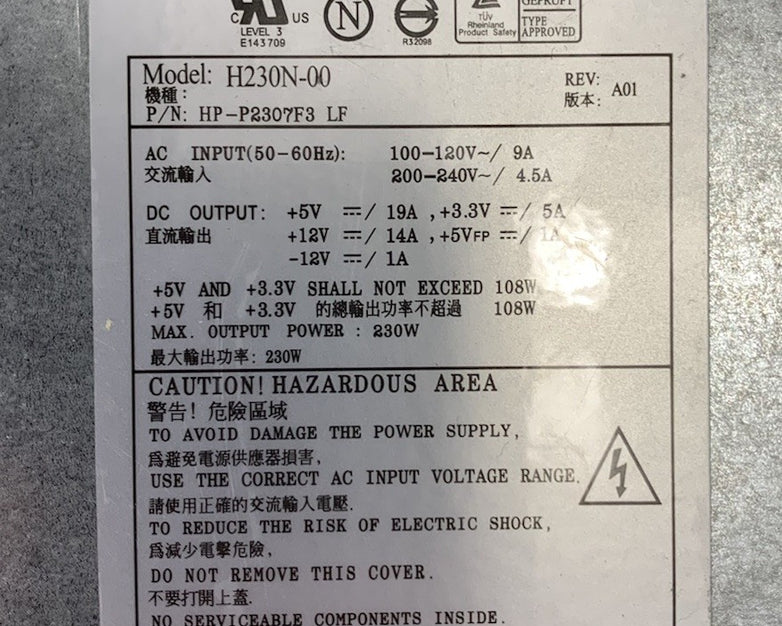 c UL US
LEVEL 3
E143709
N
R32098
TÜV
Rheinland
Product Safety
GEPRÜFT
TYPE
APPROVED
Model: H230N-00
機種：
P/N: HP-P2307F3 LF
REV: A01
版本:
AC INPUT(50-60Hz): 100-120V~/ 9A
交流輸入 200-240V~/ 4.5A
DC OUTPUT: +5V ⎓/ 19A ,+3.3V ⎓/ 5A
直流輸出 +12V ⎓/ 14A ,+5VFP ⎓/ 1A
-12V ⎓/ 1A
+5V AND +3.3V SHALL NOT EXCEED 108W
+5V 和 +3.3V 的總輸出功率不超過 108W
MAX. OUTPUT POWER : 230W
最大輸出功率: 230W
CAUTION! HAZARDOUS AREA
警告! 危險區域
TO AVOID DAMAGE THE POWER SUPPLY,
爲避免電源供應器損害,
USE THE CORRECT AC INPUT VOLTAGE RANGE.
請使用正確的交流輸入電壓.
TO REDUCE THE RISK OF ELECTRIC SHOCK,
爲減少電擊危險,
DO NOT REMOVE THIS COVER.
不要打開上蓋.
NO SERVICEABLE COMPONENTS INSIDE.